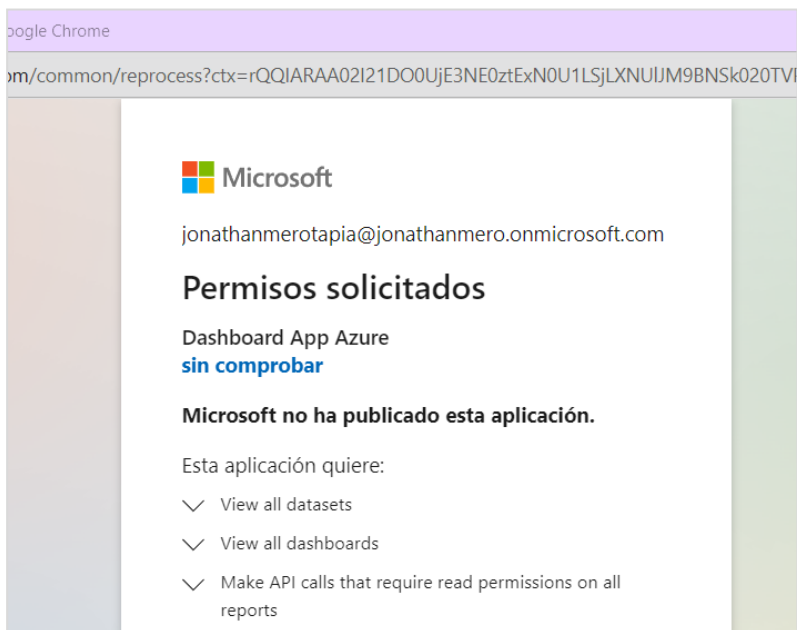 oogle Chrome
om/common/reprocess?ctx=rQQIARAA02I21DO0UjE3NE0ztExN0U1LSjLXNUlJM9BNSk020TVI
Microsoft
jonathanmerotapia@jonathanmero.onmicrosoft.com
Permisos solicitados
Dashboard App Azure
sin comprobar
Microsoft no ha publicado esta aplicación.
Esta aplicación quiere:
View all datasets
View all dashboards
Make API calls that require read permissions on all
reports